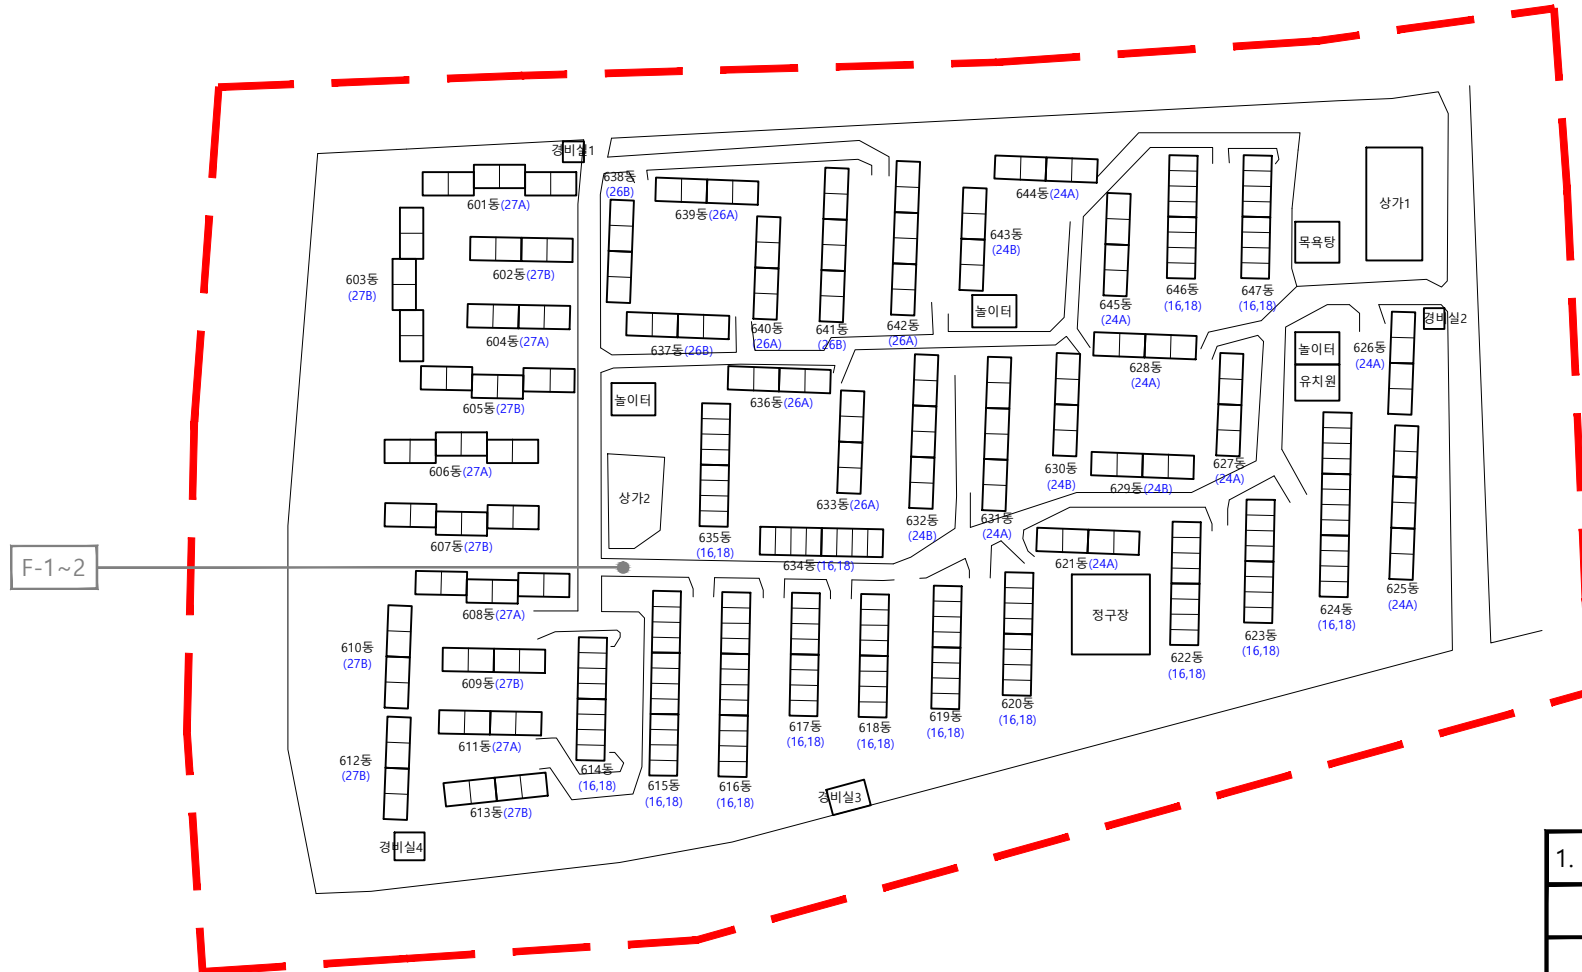 경비실1
601동(27A)
602동(27B)
603동
(27B)
604동(27A)
605동(27B)
606동(27A)
607동(27B)
F-1~2
608동(27A)
610동
(27B)
609동(27B)
611동(27A)
612동
(27B)
613동(27B)
경비실4
614동
(16,18)
638동
(26B)
639동(26A)
637동(26B)
640동
(26A)
641동
(26B)
642동
(26A)
643동
(24B)
644동(24A)
놀이터
645동
(24A)
646동
(16,18)
647동
(16,18)
목욕탕
상가1
경비실2
놀이터
유치원
626동
(24A)
628동
(24A)
636동(26A)
놀이터
상가2
635동
(16,18)
633동(26A)
634동(16,18)
632동
(24B)
631동
(24A)
630동
(24B)
629동(24B)
627동
(24A)
621동(24A)
정구장
622동
(16,18)
623동
(16,18)
624동
(16,18)
625동
(24A)
615동
(16,18)
616동
(16,18)
617동
(16,18)
618동
(16,18)
619동
(16,18)
620동
(16,18)
경비실3
1.